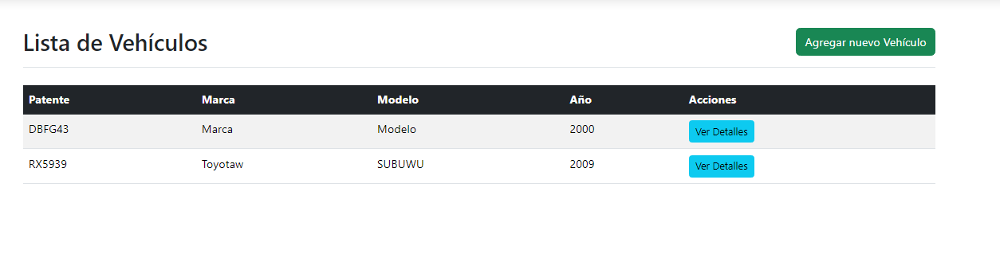 Lista de Vehículos
Agregar nuevo Vehículo
Patente Marca Modelo Año Acciones
DBFG43 Marca Modelo 2000 Ver Detalles
RX5939 Toyotaw SUBUWU 2009 Ver Detalles